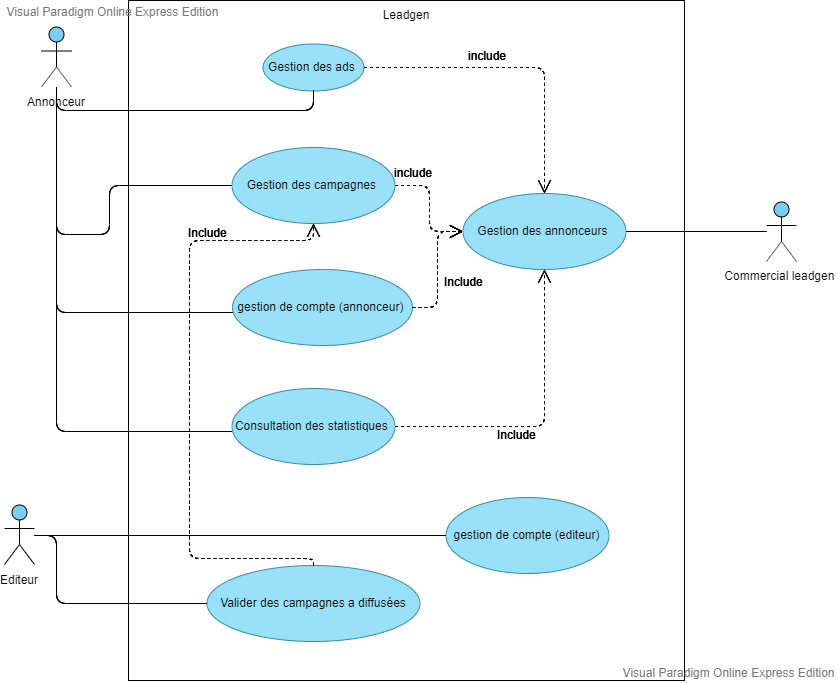 Visual Paradigm Online Express Edition
Leadgen
Annonceur
Gestion des ads
include
Gestion des campagnes
include
Include
Gestion des annonceurs
Commercial leadgen
gestion de compte (annonceur)
Include
Consultation des statistiques
Include
Editeur
gestion de compte (editeur)
Valider des campagnes a diffusées
Visual Paradigm Online Express Edition